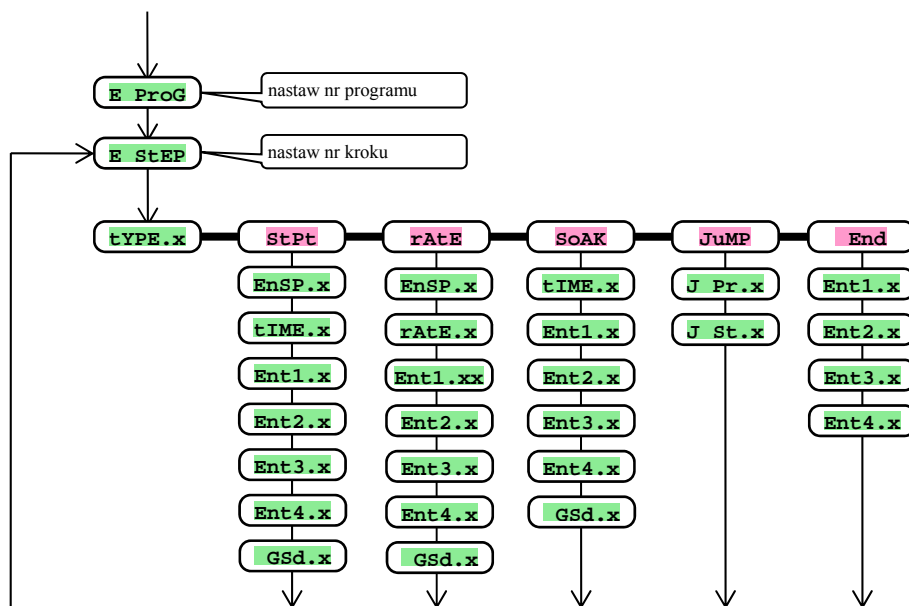 E ProG
nastaw nr programu
E StEP
nastaw nr kroku
tYPE.x
StPt
rAtE
SoAK
JuMP
End
EnSP.x
EnSP.x
tIME.x
J Pr.x
Ent1.x
tIME.x
rAtE.x
Ent1.x
J St.x
Ent2.x
Ent1.x
Ent1.xx
Ent2.x
Ent3.x
Ent2.x
Ent2.x
Ent3.x
Ent4.x
Ent3.x
Ent3.x
Ent4.x
Ent4.x
Ent4.x
GSd.x
GSd.x
GSd.x